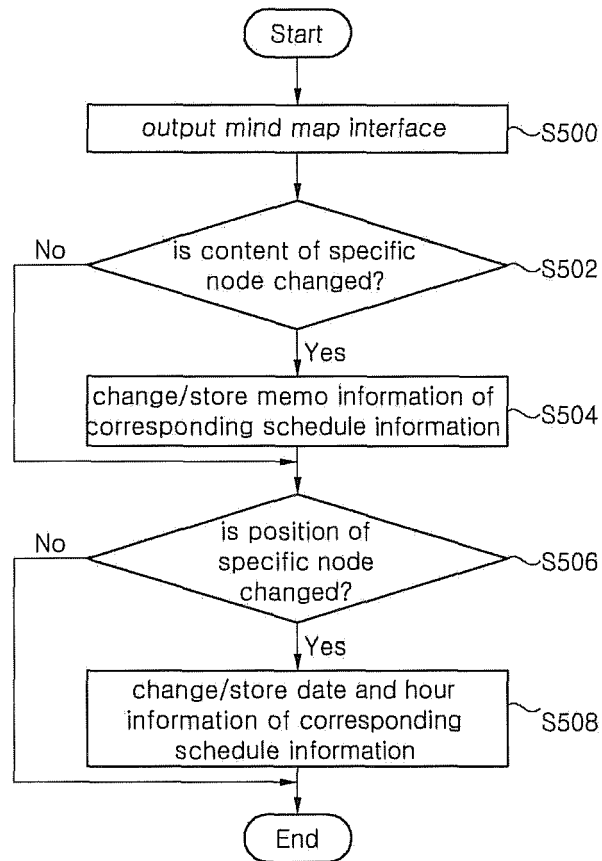 Start
output mind map interface
S500
is content of specific
node changed?
S502
No
Yes
change/store memo information of
corresponding schedule information
S504
is position of
specific node
changed?
S506
No
Yes
change/store date and hour
information of corresponding
schedule information
S508
End